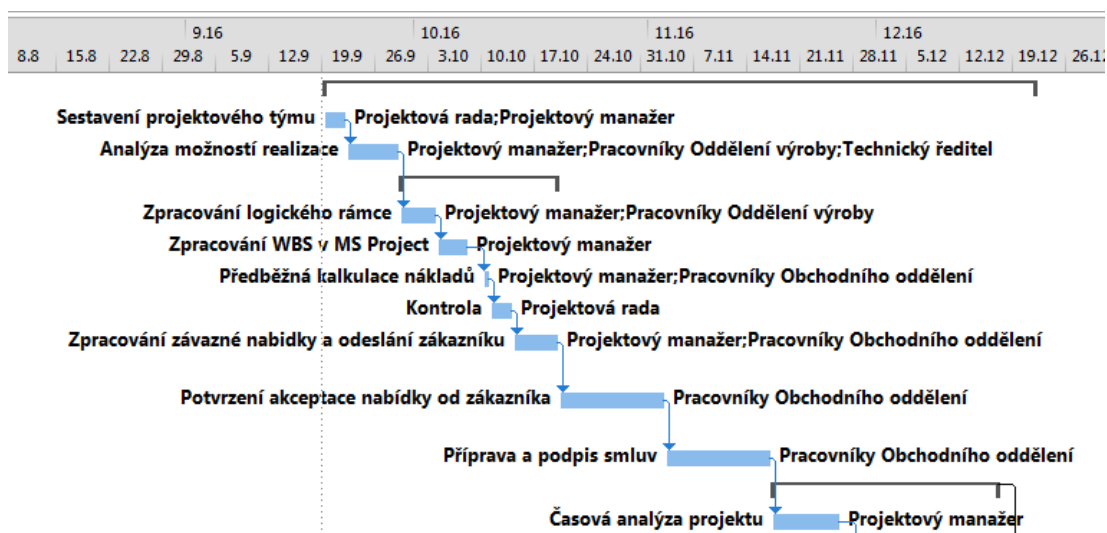 9.16 10.16 11.16 12.16
8.8 15.8 22.8 29.8 5.9 12.9 19.9 26.9 3.10 10.10 17.10 24.10 31.10 7.11 14.11 21.11 28.11 5.12 12.12 19.12 26.12
Sestavení projektového týmu Projektová rada;Projektový manažer
Analýza možností realizace Projektový manažer;Pracovníky Oddělení výroby;Technický ředitel
Zpracování logického rámce Projektový manažer;Pracovníky Oddělení výroby
Zpracování WBS v MS Project Projektový manažer
Předběžná kalkulace nákladů Projektový manažer;Pracovníky Obchodního oddělení
Kontrola Projektová rada
Zpracování závazné nabidky a odeslání zákazníku Projektový manažer;Pracovníky Obchodního oddělení
Potvrzení akceptace nabídky od zákazníka Pracovníky Obchodního oddělení
Příprava a podpis smluv Pracovníky Obchodního oddělení
Časová analýza projektu Projektový manažer